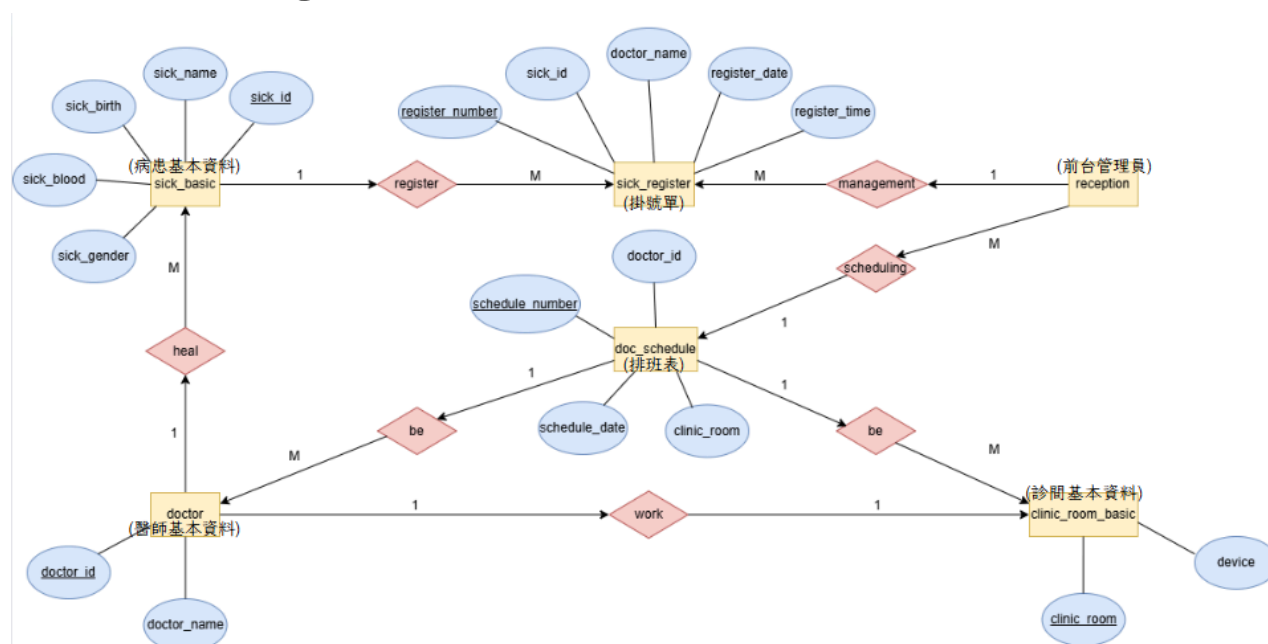 doctor_name
sick_name
sick_id
register_date
sick_birth
sick_id
register_number
register_time
(病患基本資料)
sick_basic
sick_blood
1
register
M
sick_register
(掛號單)
M
management
1
(前台管理員)
reception
sick_gender
M
doctor_id
M
scheduling
schedule_number
1
heal
doc_schedule
(排班表)
1
1
1
be
schedule_date
clinic_room
be
M
M
doctor
(醫師基本資料)
1
work
1
(診間基本資料)
clinic_room_basic
doctor_id
device
doctor_name
clinic_room